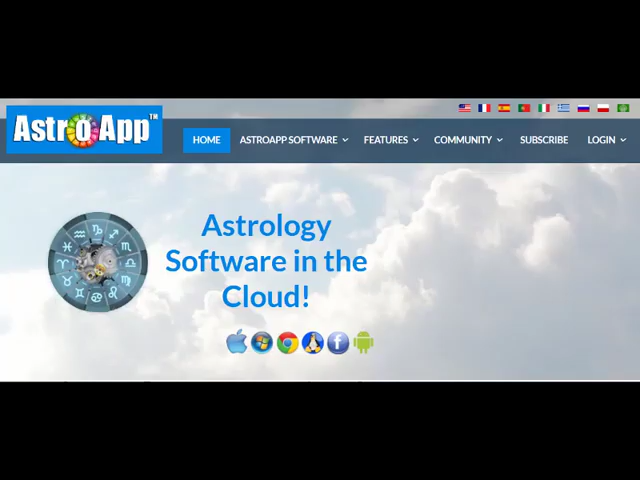 AstroApp™
HOME ASTROAPP SOFTWARE FEATURES COMMUNITY SUBSCRIBE LOGIN
Astrology
Software in the
Cloud!